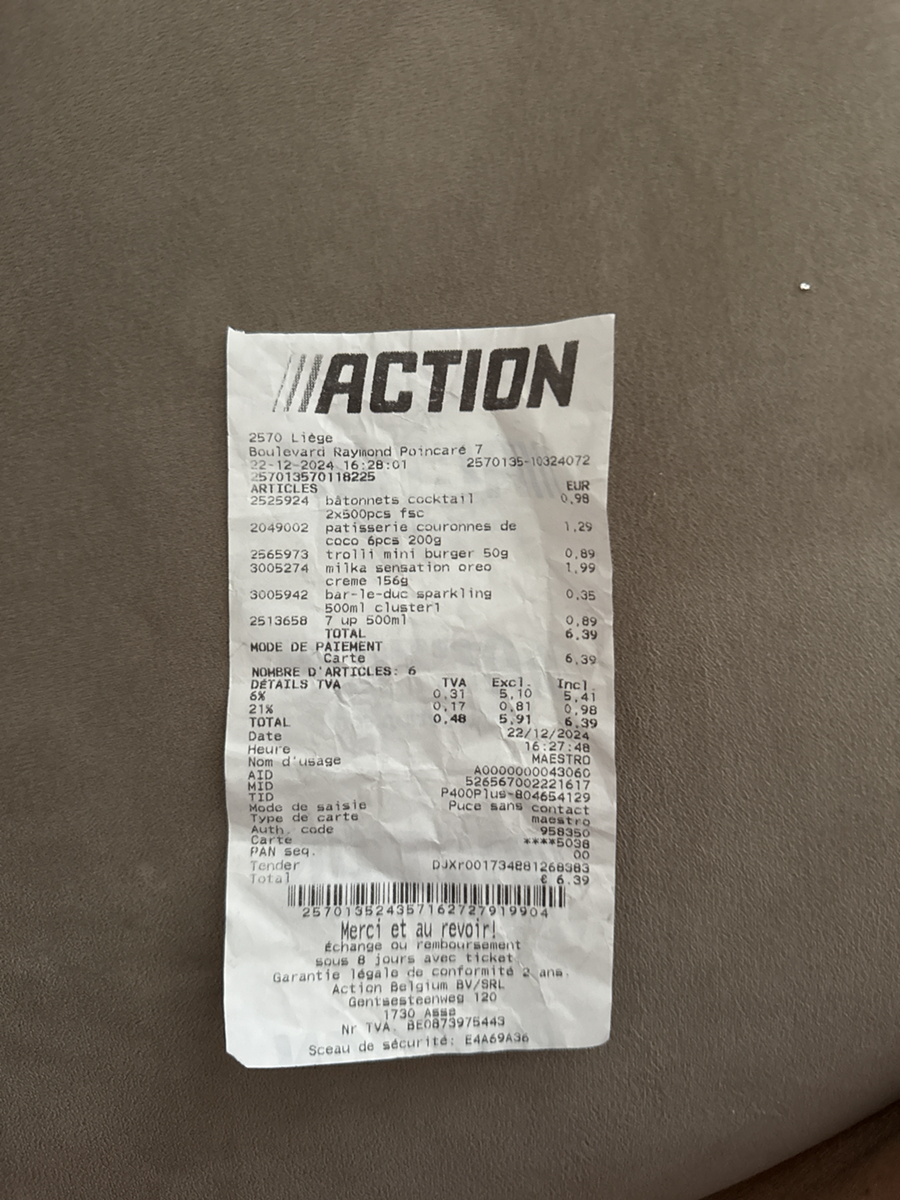 ACTION
2570 Liège
Boulevard Raymond Poincaré 7
22-12-2024 16:28:01 2570135-10324072
257013570118225
ARTICLES EUR
2525924 bâtonnets cocktail 0,98
2x500pcs fsc
2049002 patisserie couronnes de 1,29
coco 6pcs 200g
2565973 trolli mini burger 50g 0,89
3005274 milka sensation oreo 1,99
creme 156g
3005942 bar-le-duc sparkling 0,35
500ml cluster1
2513658 7 up 500ml 0,89
TOTAL 6,39
MODE DE PAIEMENT
Carte 6,39
NOMBRE D'ARTICLES: 6
DÉTAILS TVA TVA Excl. Incl.
6% 0,31 5,10 5,41
21% 0,17 0,81 0,98
TOTAL 0,48 5,91 6,39
Date 22/12/2024
Heure 16:27:48
Nom d'usage MAESTRO
AID A0000000043060
MID 526567002221617
TID P400Plus-804654129
Mode de saisie Puce sans contact
Type de carte maestro
Auth. code 958350
Carte ****5038
PAN seq. 00
Tender DJXr001734881268383
Total € 6.39
257013524357162727919904
Merci et au revoir!
Échange ou remboursement
sous 8 jours avec ticket
Garantie légale de conformité 2 ans.
Action Belgium BV/SRL
Gentsesteenweg 120
1730 Asse
Nr TVA. BE0873975443
Sceau de sécurité: E4A69A36